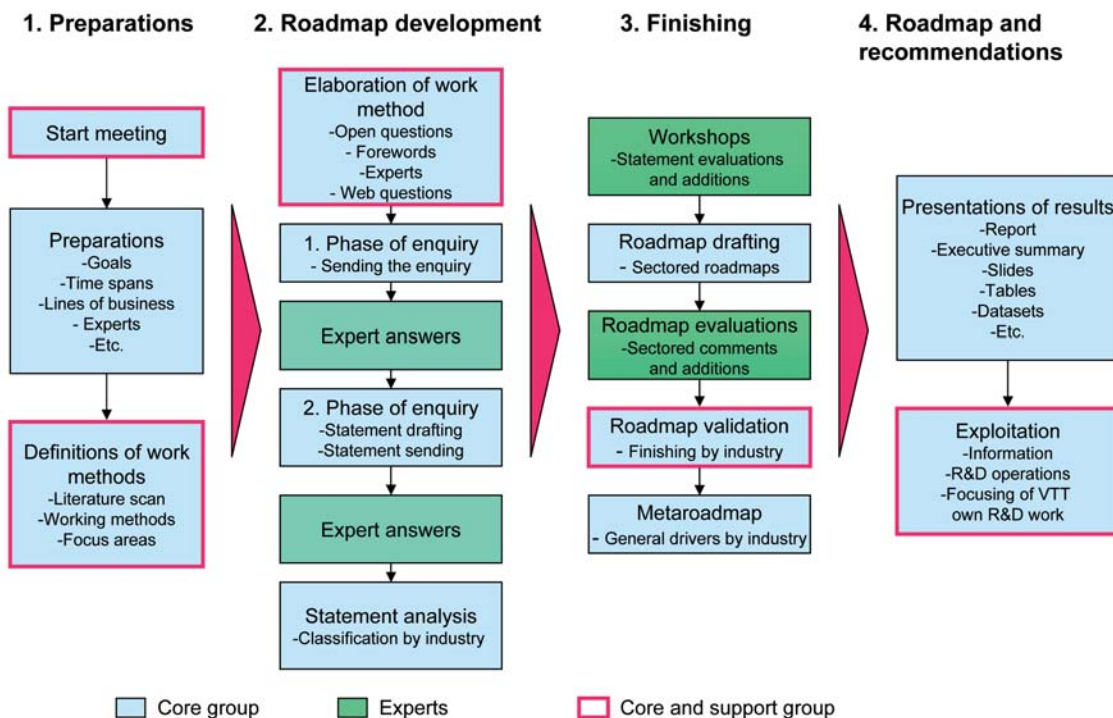 1. Preparations
Start meeting
Preparations
-Goals
-Time spans
-Lines of business
- Experts
-Etc.
Definitions of work
methods
-Literature scan
-Working methods
-Focus areas
2. Roadmap development
Elaboration of work
method
-Open questions
- Forewords
-Experts
- Web questions
1. Phase of enquiry
- Sending the enquiry
Expert answers
2. Phase of enquiry
-Statement drafting
-Statement sending
Expert answers
Statement analysis
-Classification by industry
3. Finishing
Workshops
-Statement evaluations
and additions
Roadmap drafting
- Sectored roadmaps
Roadmap evaluations
-Sectored comments
and additions
Roadmap validation
- Finishing by industry
Metaroadmap
- General drivers by industry
4. Roadmap and
recommendations
Presentations of results
-Report
-Executive summary
-Slides
-Tables
-Datasets
-Etc.
Exploitation
-Information
-R&D operations
-Focusing of VTT
own R&D work
Core group
Experts
Core and support group